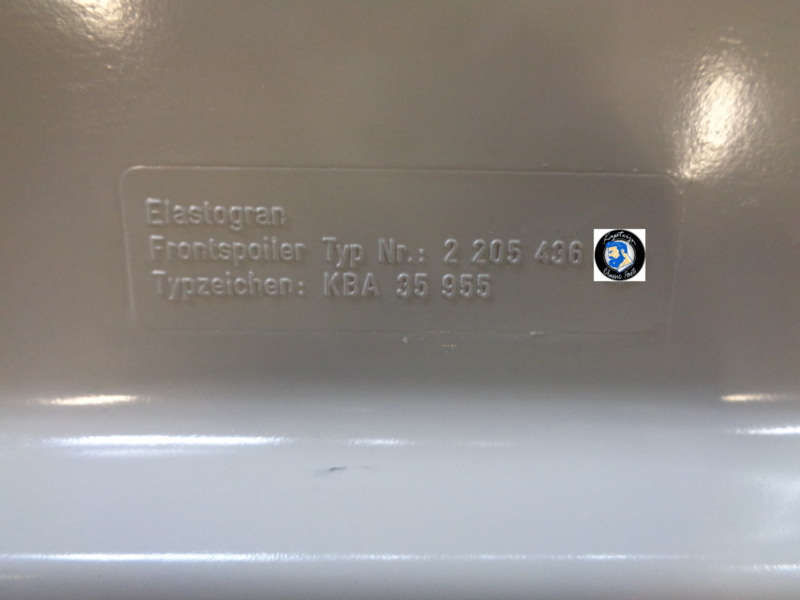 Elastogran
Frontspoiler Typ Nr.: 2 205 436
Typzeichen: KBA 35 955